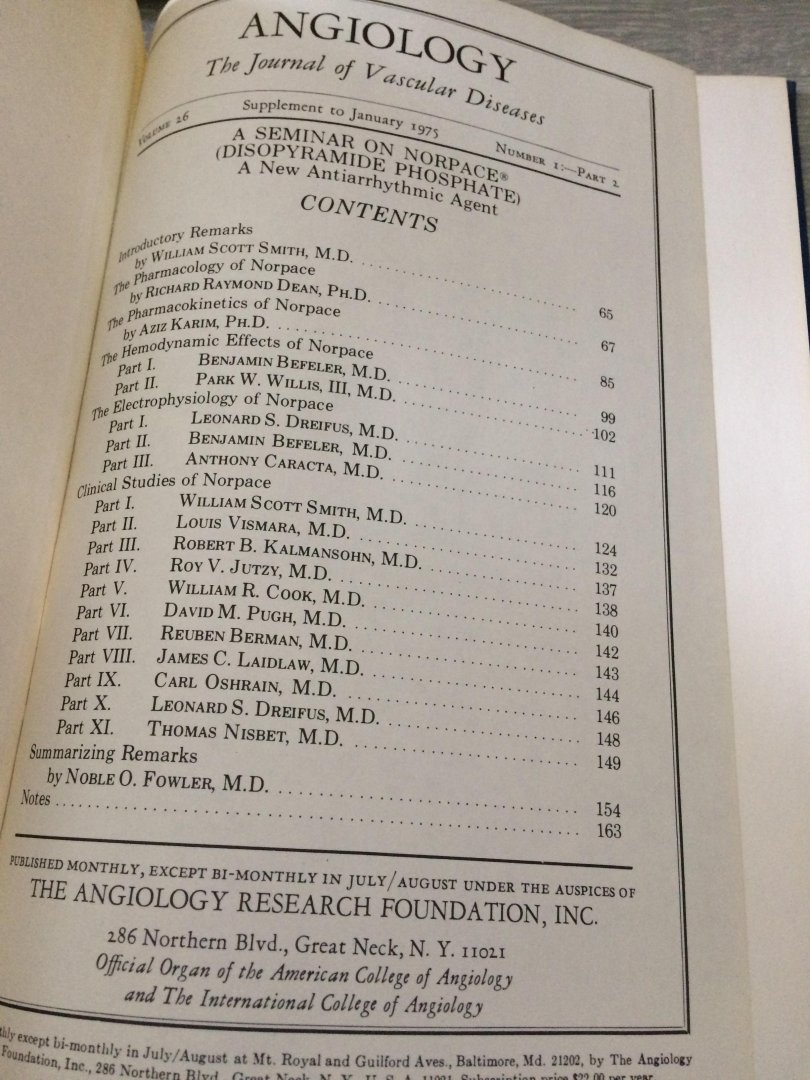 ANGIOLOGY
The Journal of Vascular Diseases
VOLUME 26 Supplement to January 1975 NUMBER 1:—PART 2
A SEMINAR ON NORPACE®
(DISOPYRAMIDE PHOSPHATE)
A New Antiarrhythmic Agent
CONTENTS
Introductory Remarks
by WILLIAM SCOTT SMITH, M.D. 65
The Pharmacology of Norpace
by RICHARD RAYMOND DEAN, PH.D. 67
The Pharmacokinetics of Norpace
by AZIZ KARIM, PH.D. 85
The Hemodynamic Effects of Norpace
Part I. BENJAMIN BEFELER, M.D. 99
Part II. PARK W. WILLIS, III, M.D. 102
The Electrophysiology of Norpace
Part I. LEONARD S. DREIFUS, M.D. 111
Part II. BENJAMIN BEFELER, M.D. 116
Part III. ANTHONY CARACTA, M.D. 120
Clinical Studies of Norpace
Part I. WILLIAM SCOTT SMITH, M.D. 124
Part II. LOUIS VISMARA, M.D. 132
Part III. ROBERT B. KALMANSOHN, M.D. 137
Part IV. ROY V. JUTZY, M.D. 138
Part V. WILLIAM R. COOK, M.D. 140
Part VI. DAVID M. PUGH, M.D. 142
Part VII. REUBEN BERMAN, M.D. 143
Part VIII. JAMES C. LAIDLAW, M.D. 144
Part IX. CARL OSHRAIN, M.D. 146
Part X. LEONARD S. DREIFUS, M.D. 148
Part XI. THOMAS NISBET, M.D. 149
Summarizing Remarks
by NOBLE O. FOWLER, M.D. 154
Notes 163
PUBLISHED MONTHLY, EXCEPT BI-MONTHLY IN JULY/AUGUST UNDER THE AUSPICES OF
THE ANGIOLOGY RESEARCH FOUNDATION, INC.
286 Northern Blvd., Great Neck, N. Y. 11021
Official Organ of the American College of Angiology
and The International College of Angiology
except bi-monthly in July/August at Mt. Royal and Guilford Aves., Baltimore, Md. 21202, by The Angiology
Foundation, Inc., 286 Northern Blvd., Great Neck, N. Y., U. S. A. 11021. Subscription price $22.00 per year.